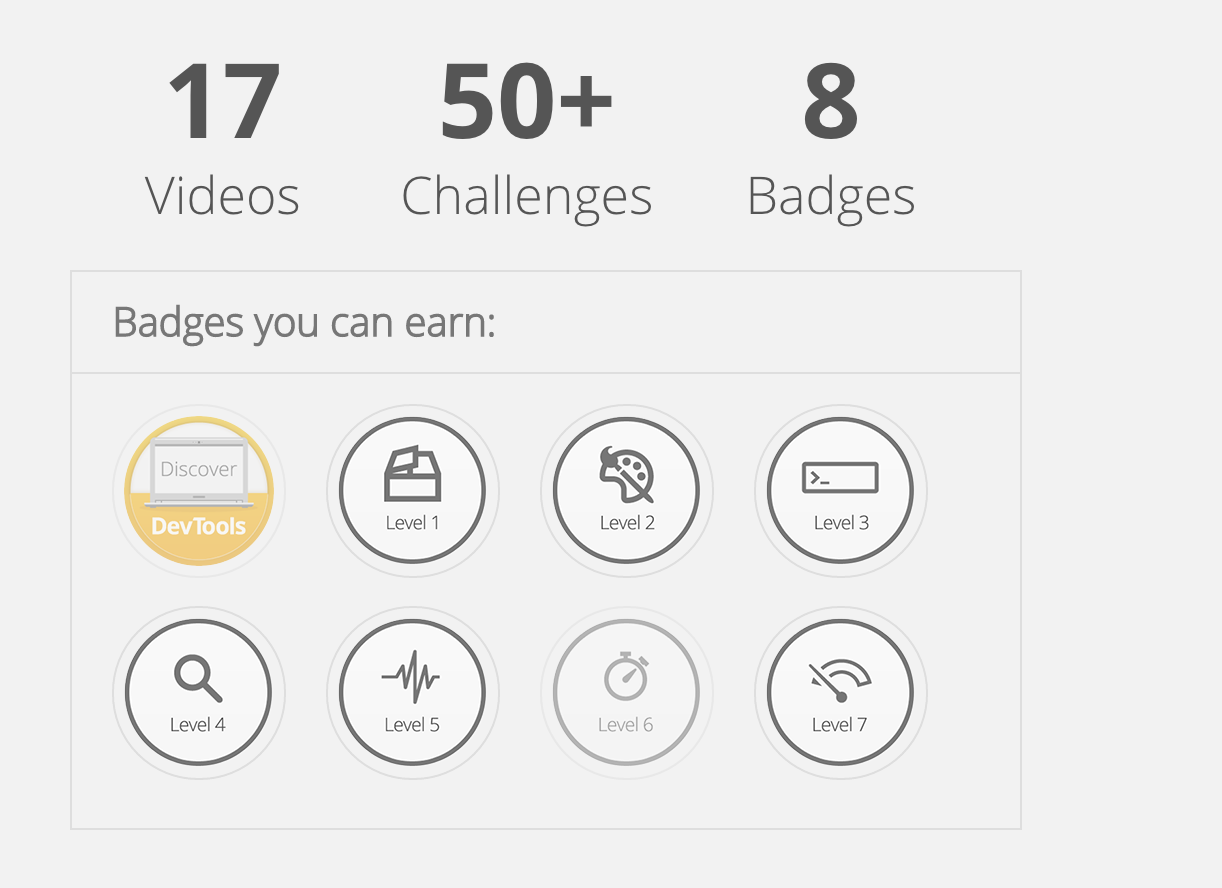 17 50+ 8
Videos Challenges Badges
Badges you can earn:
Discover
DevTools
Level 1 Level 2 Level 3
Level 4 Level 5 Level 6 Level 7